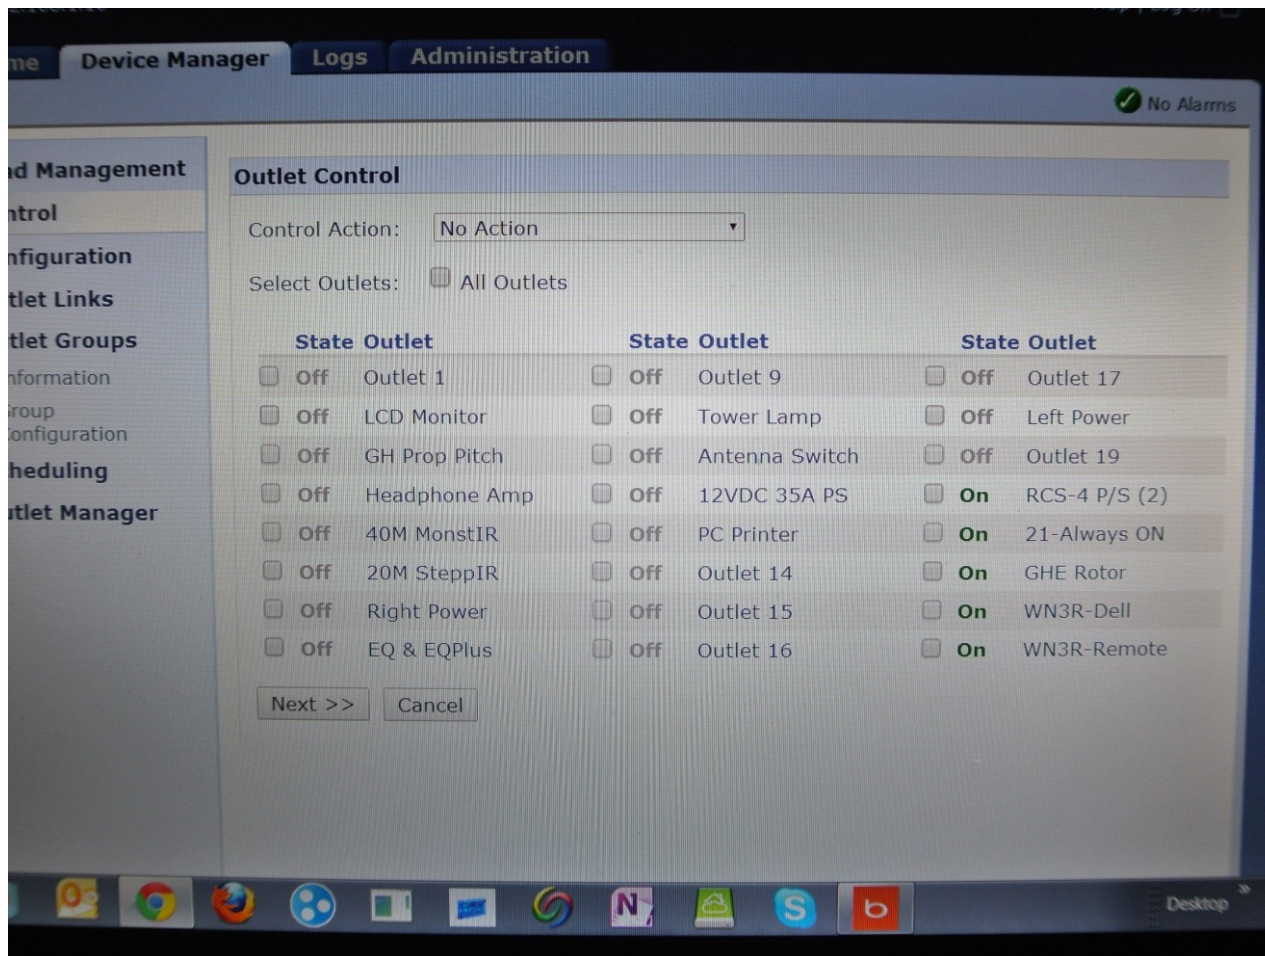 Device Manager Logs Administration
No Alarms
Management
Outlet Control
Control Action: No Action
Select Outlets: All Outlets
State Outlet State Outlet State Outlet
Off Outlet 1 Off Outlet 9 Off Outlet 17
Off LCD Monitor Off Tower Lamp Off Left Power
Off GH Prop Pitch Off Antenna Switch Off Outlet 19
Off Headphone Amp Off 12VDC 35A PS On RCS-4 P/S (2)
Off 40M MonstIR Off PC Printer On 21-Always ON
Off 20M SteppIR Off Outlet 14 On GHE Rotor
Off Right Power Off Outlet 15 On WN3R-Dell
Off EQ & EQPlus Off Outlet 16 On WN3R-Remote
Next >> Cancel
ntrol
nfiguration
tlet Links
tlet Groups
nformation
Group
Configuration
heduling
utlet Manager
Desktop